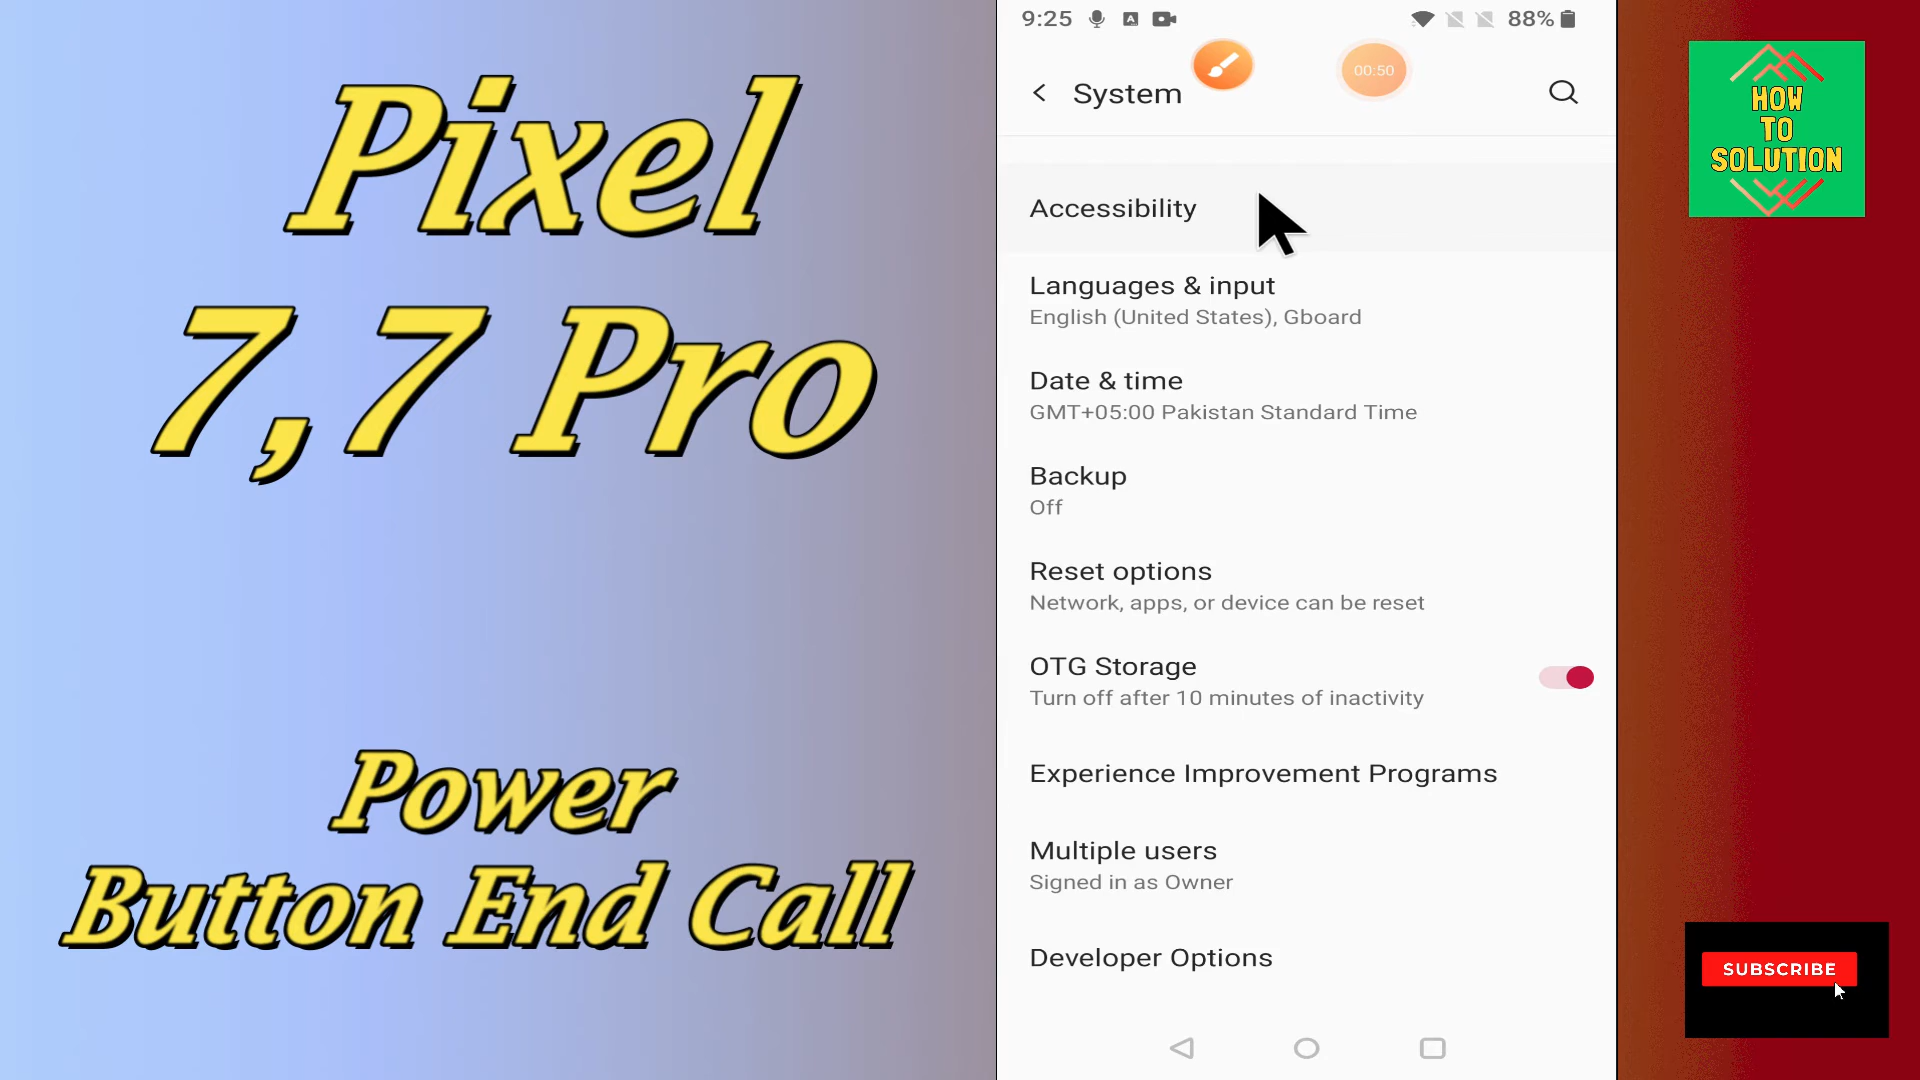 Pixel
7,7 Pro
Power
Button End Call
9:25
A
88%
00:50
System
Accessibility
Languages & input
English (United States), Gboard
Date & time
GMT+05:00 Pakistan Standard Time
Backup
Off
Reset options
Network, apps, or device can be reset
OTG Storage
Turn off after 10 minutes of inactivity
Experience Improvement Programs
Multiple users
Signed in as Owner
Developer Options
HOW
TO
SOLUTION
SUBSCRIBE